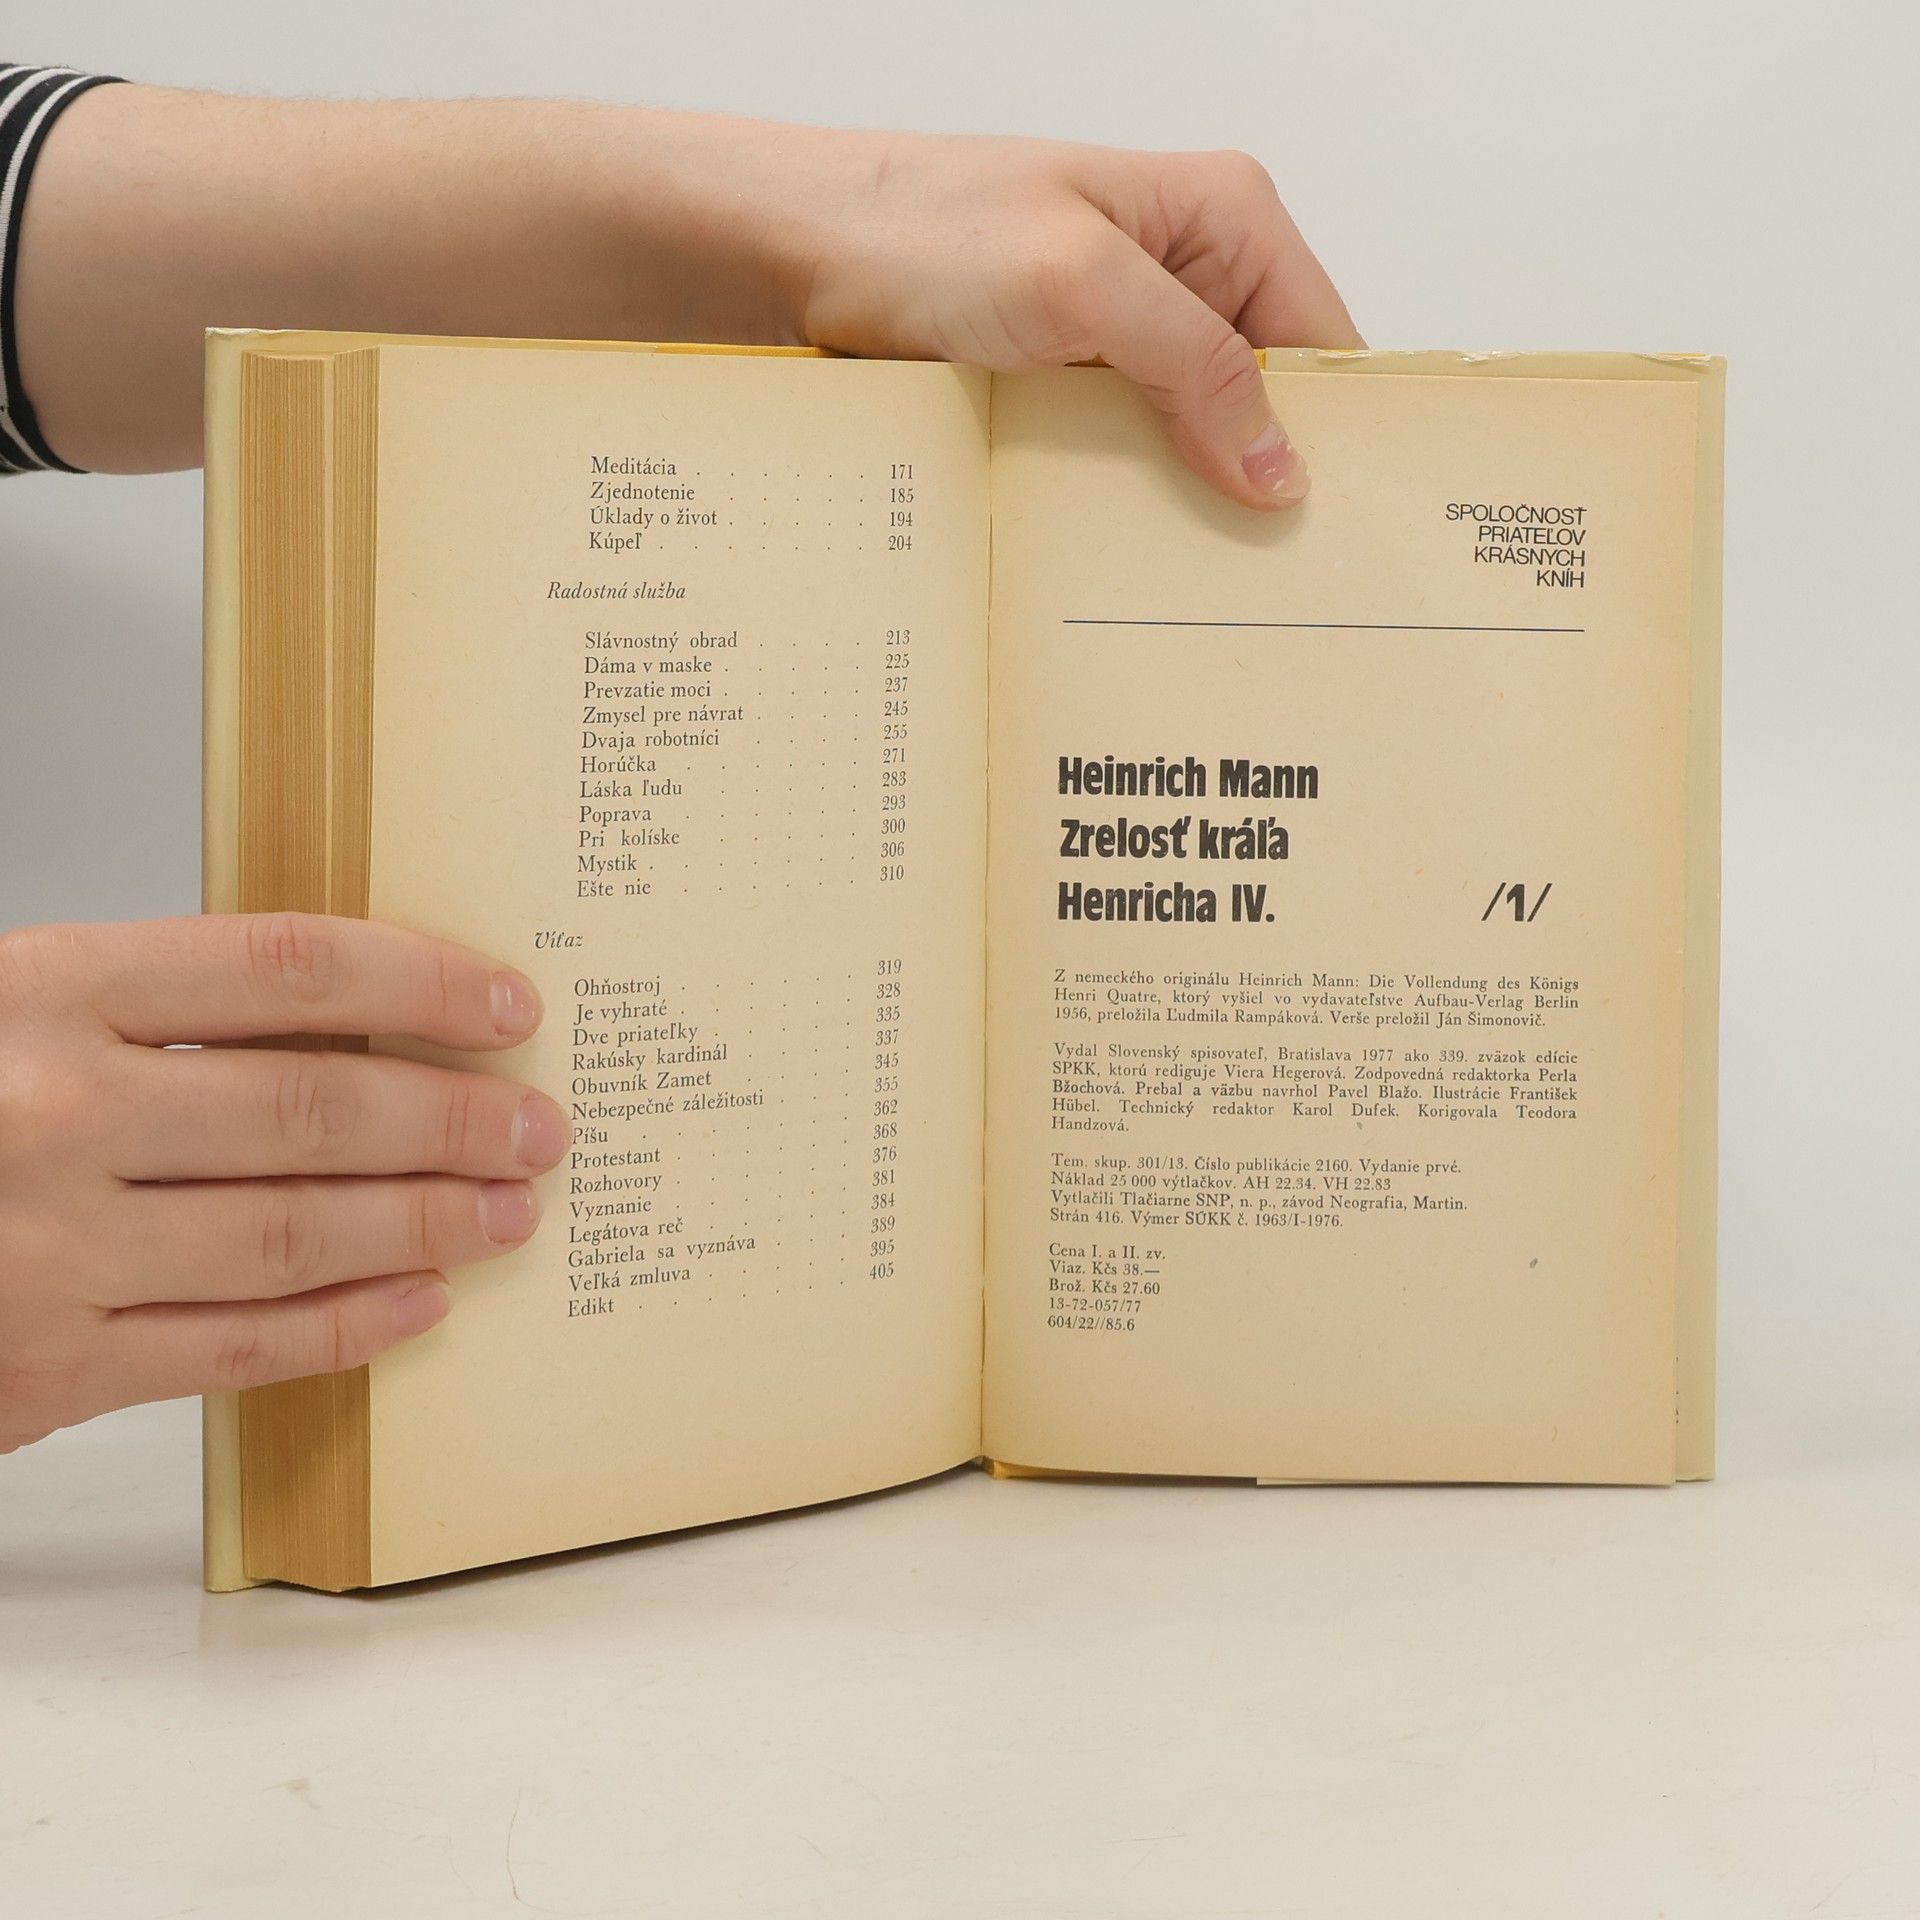 Meditácia . . . . . . 171
Zjednotenie . . . . . 185
Úklady o život . . . . . 194
Kúpeľ . . . . . . . 204
Radostná služba
Slávnostný obrad . . . . 213
Dáma v maske . . . . . 225
Prevzatie moci . . . . . 237
Zmysel pre návrat . . . . 245
Dvaja robotníci . . . . 255
Horúčka . . . . . . 271
Láska ľudu . . . . . 283
Poprava . . . . . . 293
Pri kolíske . . . . . 300
Mystik . . . . . . . 306
Ešte nie . . . . . . 310
Víťaz
Ohňostroj . . . . . . 319
Je vyhraté . . . . . . 328
Dve priateľky . . . . . 335
Rakúsky kardinál . . . . 337
Obuvník Zamet . . . . 345
Nebezpečné záležitosti . . . 355
Píšu . . . . . . . 362
Protestant . . . . . . 368
Rozhovory . . . . . . 376
Vyznanie . . . . . . 381
Legátova reč . . . . . 384
Gabriela sa vyznáva . . . 389
Veľká zmluva . . . . . 395
Edikt . . . . . . . 405
SPOLOČNOSŤ
PRIATEĽOV
KRÁSNYCH
KNÍH
Heinrich Mann
Zrelosť kráľa
Henricha IV. /1/
Z nemeckého originálu Heinrich Mann: Die Vollendung des Königs
Henri Quatre, ktorý vyšiel vo vydavateľstve Aufbau-Verlag Berlin
1956, preložila Ľudmila Rampáková. Verše preložil Ján Šimonovič.
Vydal Slovenský spisovateľ, Bratislava 1977 ako 339. zväzok edície
SPKK, ktorú rediguje Viera Hegerová. Zodpovedná redaktorka Perla
Bžochová. Prebal a väzbu navrhol Pavel Blažo. Ilustrácie František
Hübel. Technický redaktor Karol Dufek. Korigovala Teodora
Handzová.
Tem. skup. 301/13. Číslo publikácie 2160. Vydanie prvé.
Náklad 25 000 výtlačkov. AH 22.34. VH 22.83
Vytlačili Tlačiarne SNP, n. p., závod Neografia, Martin.
Strán 416. Výmer SÚKK č. 1963/I-1976.
Cena I. a II. zv.
Viaz. Kčs 38.—
Brož. Kčs 27.60
13-72-057/77
604/22//85.6